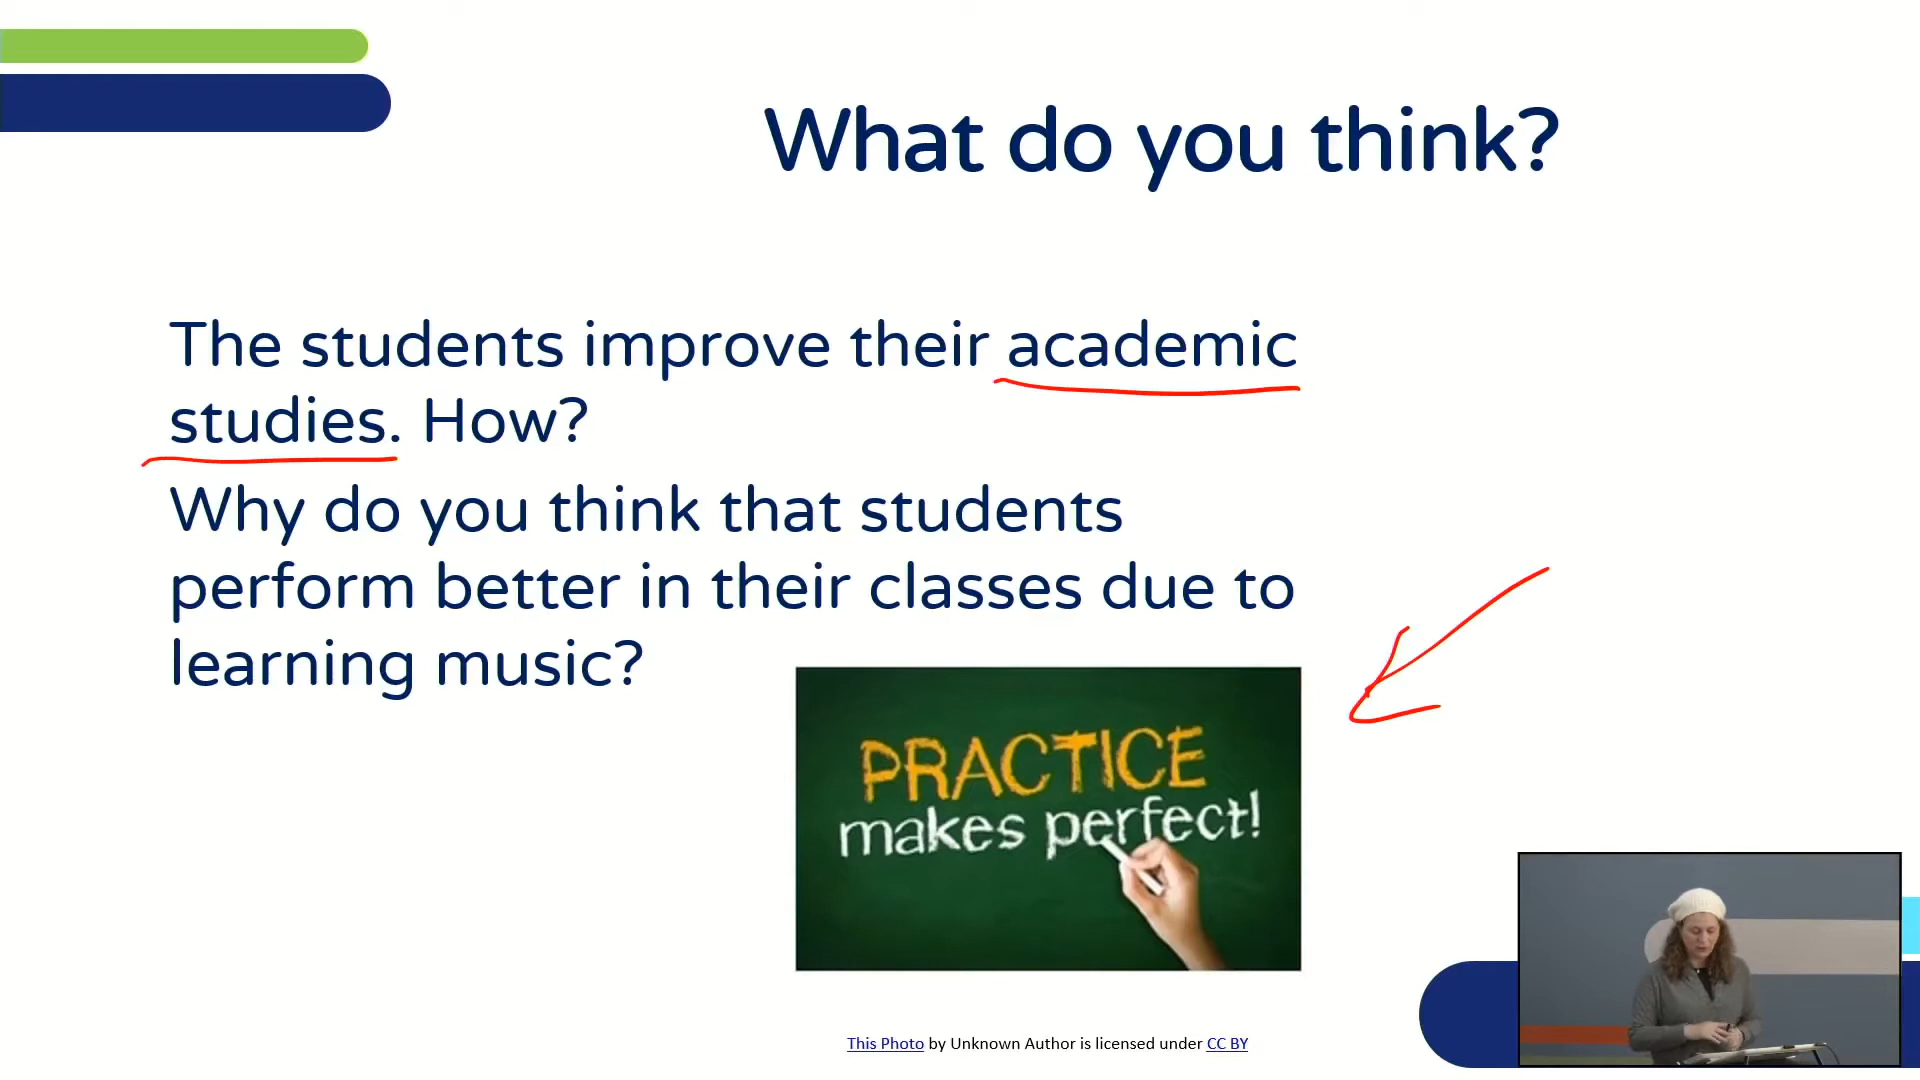 What do you think?
The students improve their academic
studies. How?
Why do you think that students
perform better in their classes due to
learning music?
PRACTICE
makes perfect!
This Photo by Unknown Author is licensed under CC BY